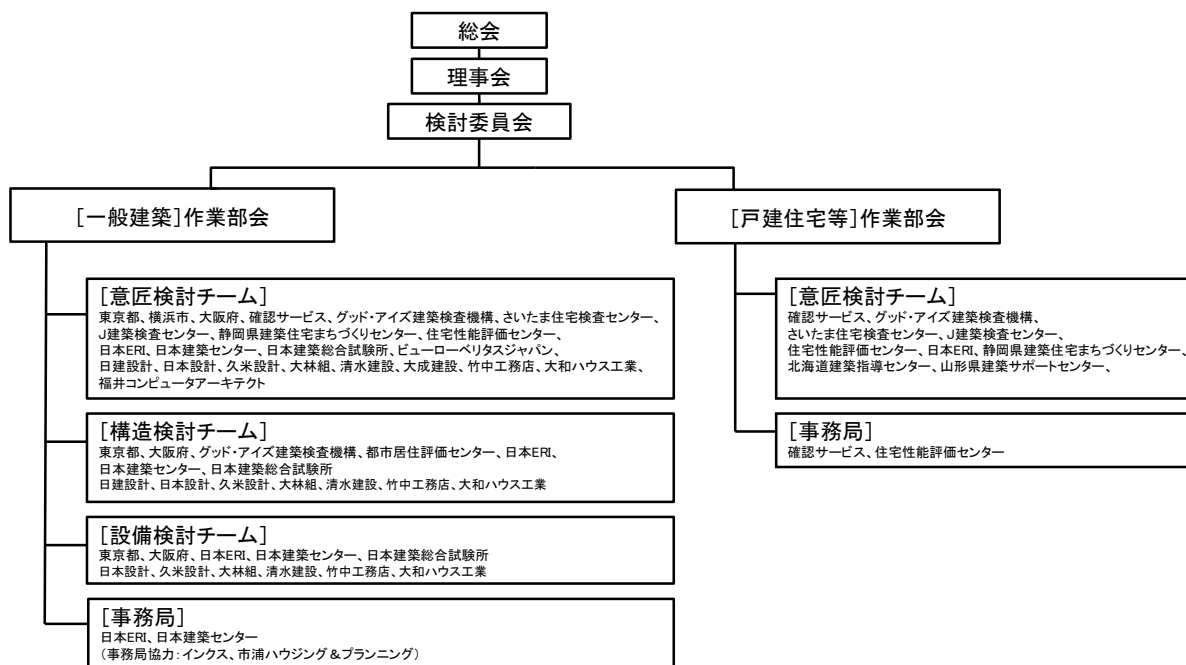 総会
理事会
検討委員会
[一般建築]作業部会
[意匠検討チーム]
東京都、横浜市、大阪府、確認サービス、グッド・アイズ建築検査機構、さいたま住宅検査センター、
J建築検査センター、静岡県建築住宅まちづくりセンター、住宅性能評価センター、
日本ERI、日本建築センター、日本建築総合試験所、ビューローベリタスジャパン、
日建設計、日本設計、久米設計、大林組、清水建設、大成建設、竹中工務店、大和ハウス工業、
福井コンピュータアーキテクト
[構造検討チーム]
東京都、大阪府、グッド・アイズ建築検査機構、都市居住評価センター、日本ERI、
日本建築センター、日本建築総合試験所
日建設計、日本設計、久米設計、大林組、清水建設、竹中工務店、大和ハウス工業
[設備検討チーム]
東京都、大阪府、日本ERI、日本建築センター、日本建築総合試験所
日本設計、久米設計、大林組、清水建設、竹中工務店、大和ハウス工業
[事務局]
日本ERI、日本建築センター
(事務局協力:インクス、市浦ハウジング&プランニング)
[戸建住宅等]作業部会
[意匠検討チーム]
確認サービス、グッド・アイズ建築検査機構、
さいたま住宅検査センター、J建築検査センター、
住宅性能評価センター、日本ERI、静岡県建築住宅まちづくりセンター、
北海道建築指導センター、山形県建築サポートセンター、
[事務局]
確認サービス、住宅性能評価センター